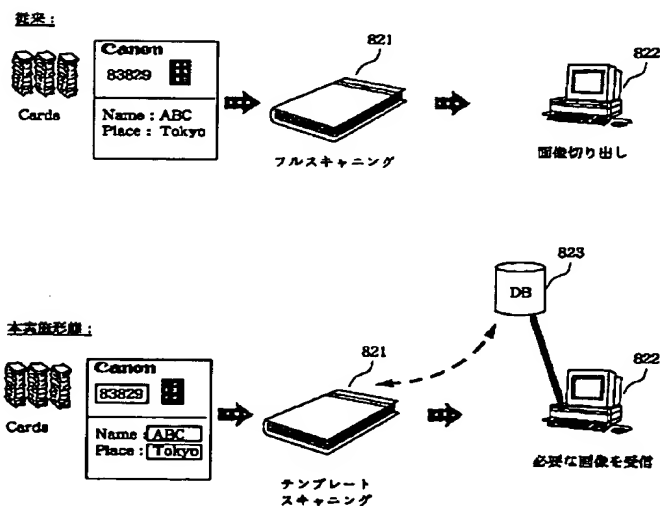 従来：
821
822
Canon
83829
Cards
Name : ABC
Place : Tokyo
フルスキャニング
画像切り出し
823
DB
本実施形態：
821
822
Canon
83829
Cards
Name : ABC
Place : Tokyo
必要な画像を受信
テンプレート
スキャニング